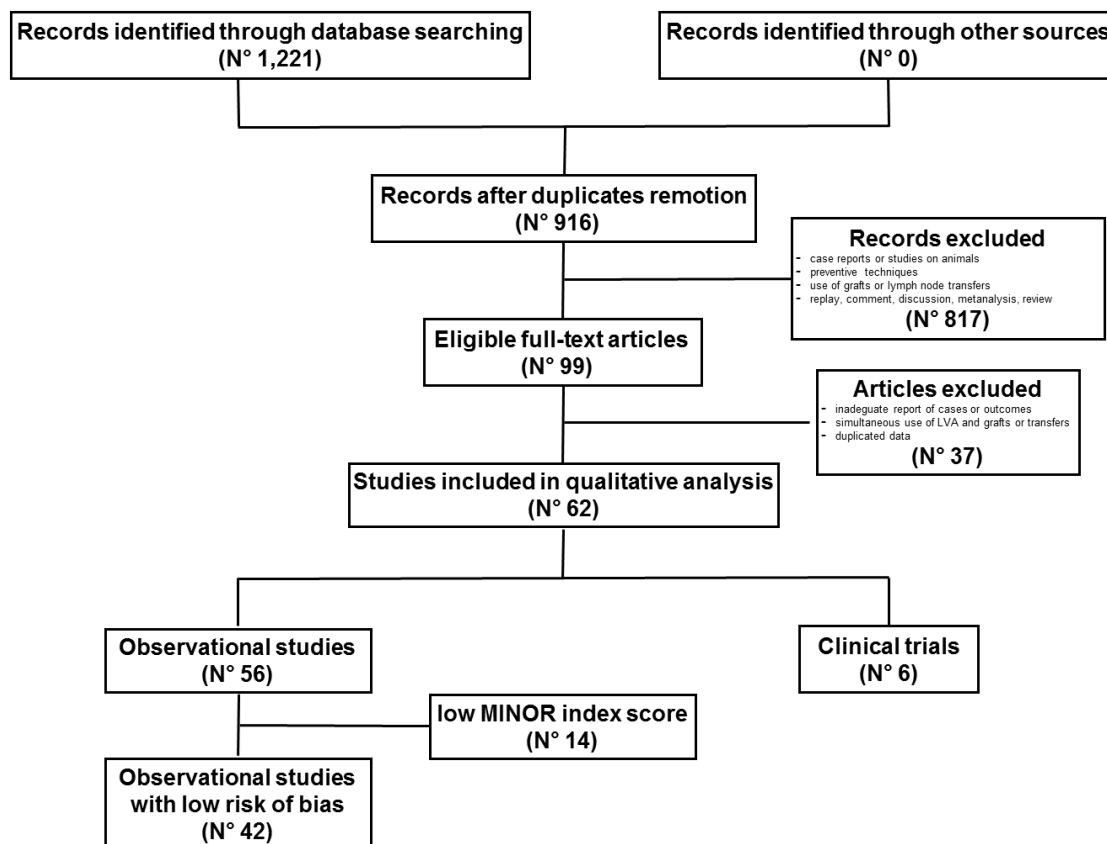 Records identified through database searching
(N° 1,221)
Records identified through other sources
(N° 0)
Records after duplicates remotion
(N° 916)
Records excluded
- case reports or studies on animals
- preventive techniques
- use of grafts or lymph node transfers
- replay, comment, discussion, metanalysis, review
(N° 817)
Eligible full-text articles
(N° 99)
Articles excluded
- inadeguate report of cases or outcomes
- simultaneous use of LVA and grafts or transfers
- duplicated data
(N° 37)
Studies included in qualitative analysis
(N° 62)
Observational studies
(N° 56)
Clinical trials
(N° 6)
low MINOR index score
(N° 14)
Observational studies
with low risk of bias
(N° 42)